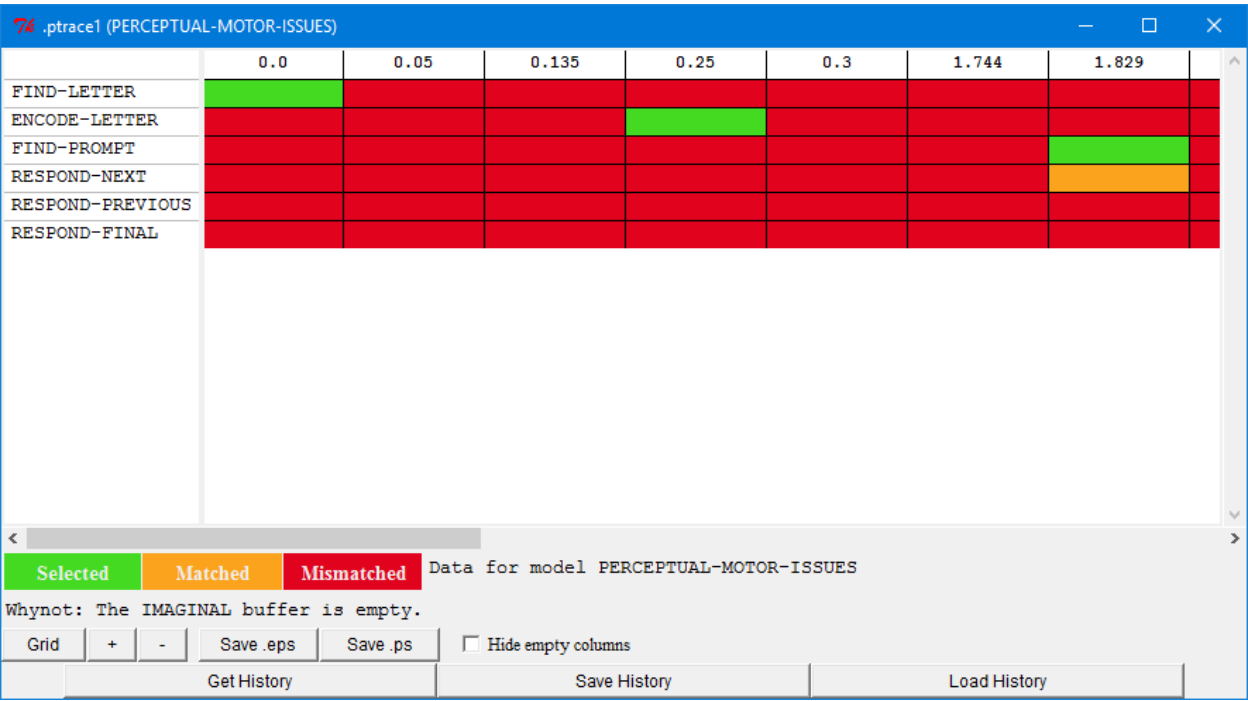 .ptrace1 (PERCEPTUAL-MOTOR-ISSUES)
0.0 0.05 0.135 0.25 0.3 1.744 1.829
FIND-LETTER
ENCODE-LETTER
FIND-PROMPT
RESPOND-NEXT
RESPOND-PREVIOUS
RESPOND-FINAL
Selected Matched Mismatched Data for model PERCEPTUAL-MOTOR-ISSUES
Whynot: The IMAGINAL buffer is empty.
Grid + - Save .eps Save .ps Hide empty columns
Get History Save History Load History